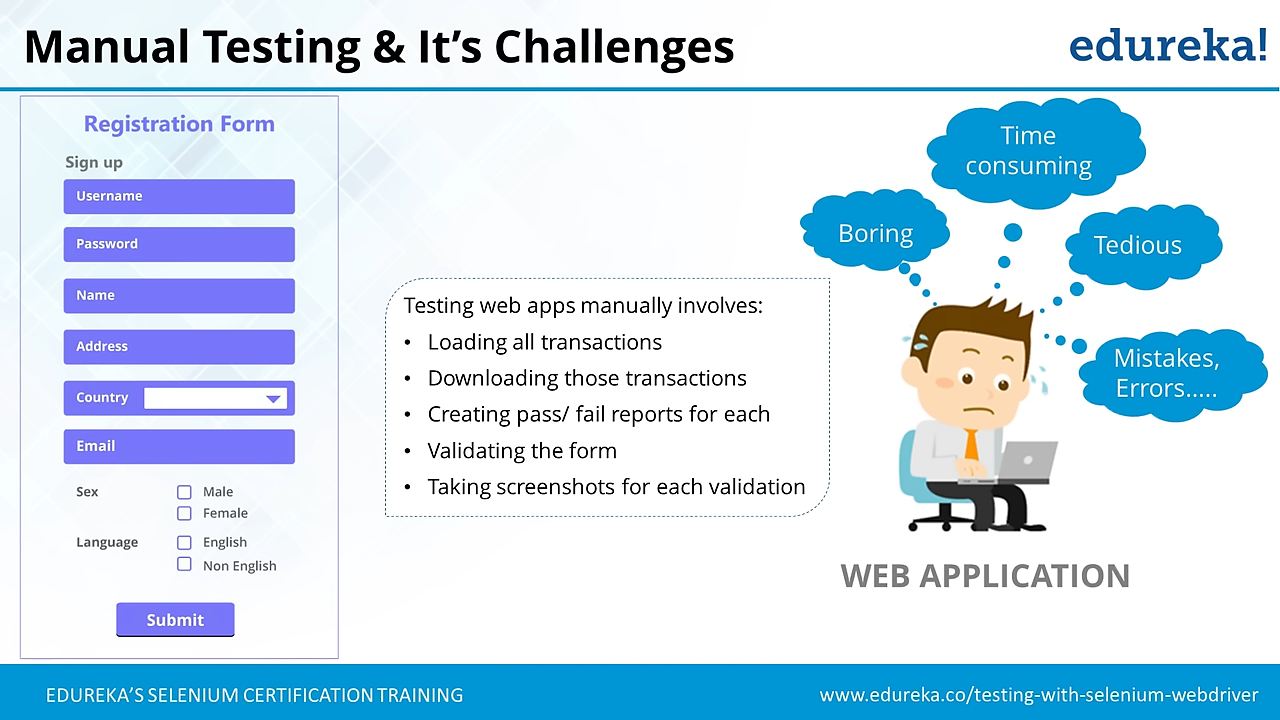 Manual Testing & It’s Challenges
edureka!
Registration Form
Sign up
Username
Password
Name
Address
Country
Email
Sex
Male
Female
Language
English
Non English
Submit
Testing web apps manually involves:
• Loading all transactions
• Downloading those transactions
• Creating pass/ fail reports for each
• Validating the form
• Taking screenshots for each validation
Time
consuming
Boring
Tedious
Mistakes,
Errors.....
WEB APPLICATION
EDUREKA’S SELENIUM CERTIFICATION TRAINING
www.edureka.co/testing-with-selenium-webdriver